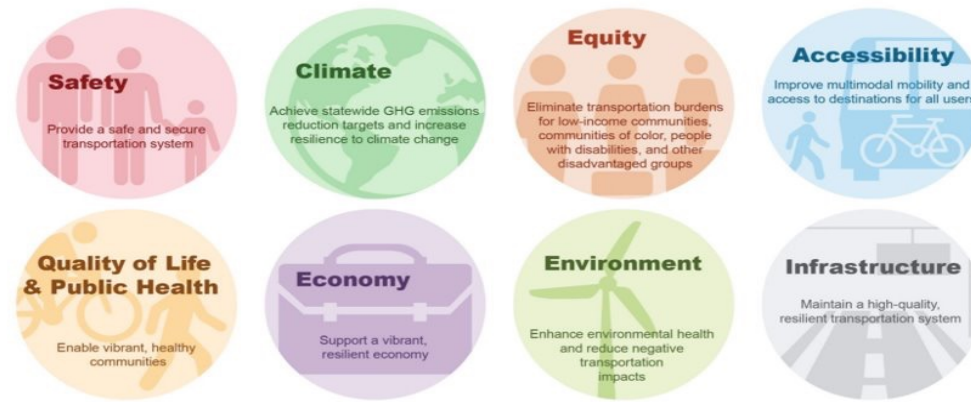 Safety
Provide a safe and secure
transportation system
Climate
Achieve statewide GHG emissions
reduction targets and increase
resilience to climate change
Equity
Eliminate transportation burdens
for low-income communities,
communities of color, people
with disabilities, and other
disadvantaged groups
Accessibility
Improve multimodal mobility and
access to destinations for all user
Quality of Life
& Public Health
Enable vibrant, healthy
communities
Economy
Support a vibrant,
resilient economy
Environment
Enhance environmental health
and reduce negative
transportation
impacts
Infrastructure
Maintain a high-quality,
resilient transportation system